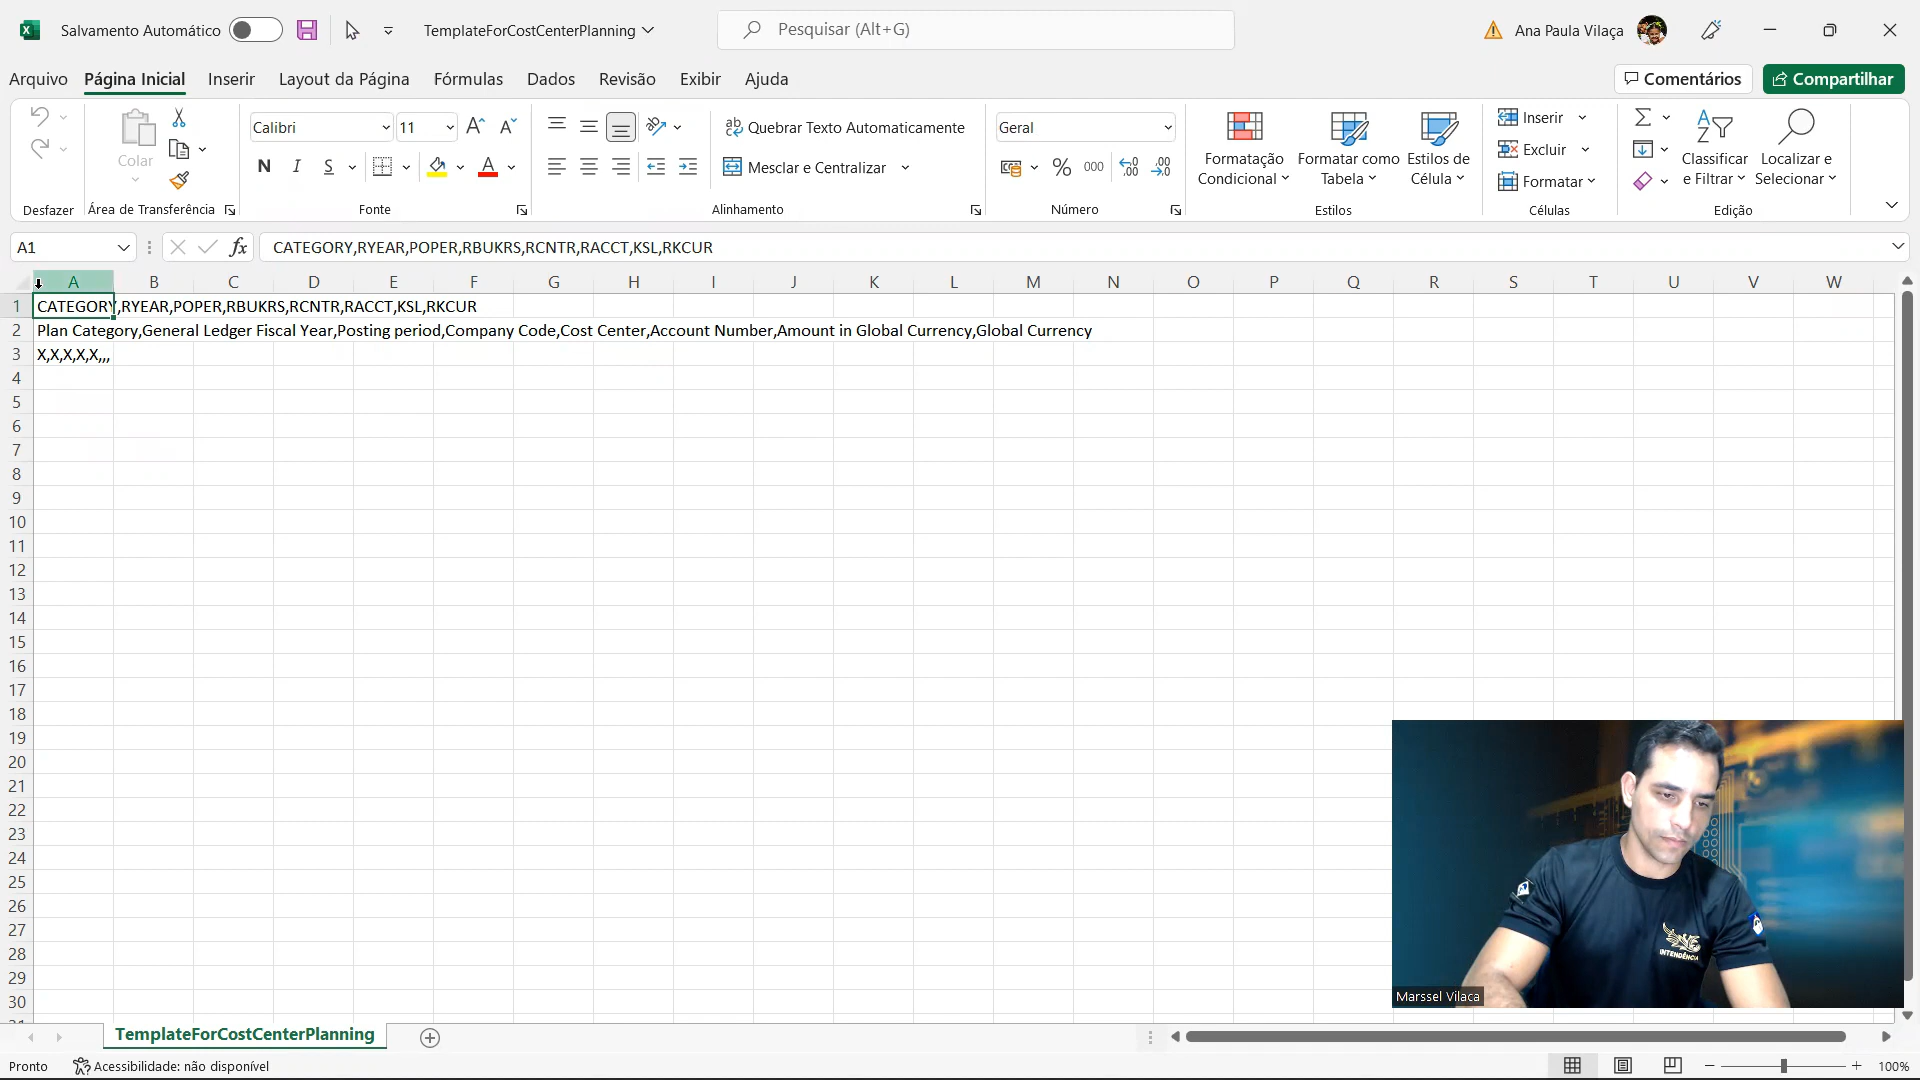 Salvamento Automático
TemplateForCostCenterPlanning
Pesquisar (Alt+G)
Ana Paula Vilaça
Arquivo Página Inicial Inserir Layout da Página Fórmulas Dados Revisão Exibir Ajuda
Comentários Compartilhar
Colar
Calibri 11
N I S
Quebrar Texto Automaticamente
Mesclar e Centralizar
Geral
% 000
Formatação Condicional
Formatar como Tabela
Estilos de Célula
Inserir
Excluir
Formatar
Classificar e Filtrar
Localizar e Selecionar
Desfazer Área de Transferência Fonte Alinhamento Número Estilos Células Edição
A1 fx CATEGORY,RYEAR,POPER,RBUKRS,RCNTR,RACCT,KSL,RKCUR
A B C D E F G H I J K L M N O P Q R S T U V W
1 CATEGORY,RYEAR,POPER,RBUKRS,RCNTR,RACCT,KSL,RKCUR
2 Plan Category,General Ledger Fiscal Year,Posting period,Company Code,Cost Center,Account Number,Amount in Global Currency,Global Currency
3 X,X,X,X,X,,,
4
5
6
7
8
9
10
11
12
13
14
15
16
17
18
19
20
21
22
23
24
25
26
27
28
29
30
INTENDÊNCIA
Marssel Vilaca
TemplateForCostCenterPlanning
Pronto Acessibilidade: não disponível 100%